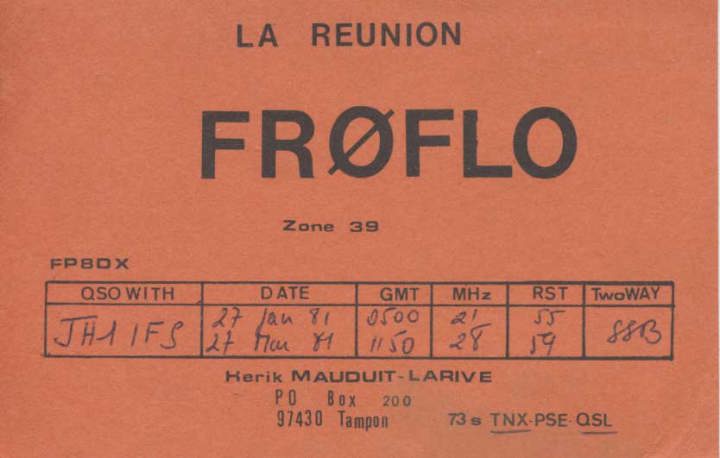 LA REUNION
FRØFLO
Zone 39
FP8DX
QSO WITH DATE GMT MHz RST TwoWAY
JH1 IFS 27 Jan 81 0500 21 55 SSB
27 Mar 81 1150 28 59
Herik MAUDUIT-LARIVE
PO Box 200
97430 Tampon
73s TNX-PSE-QSL